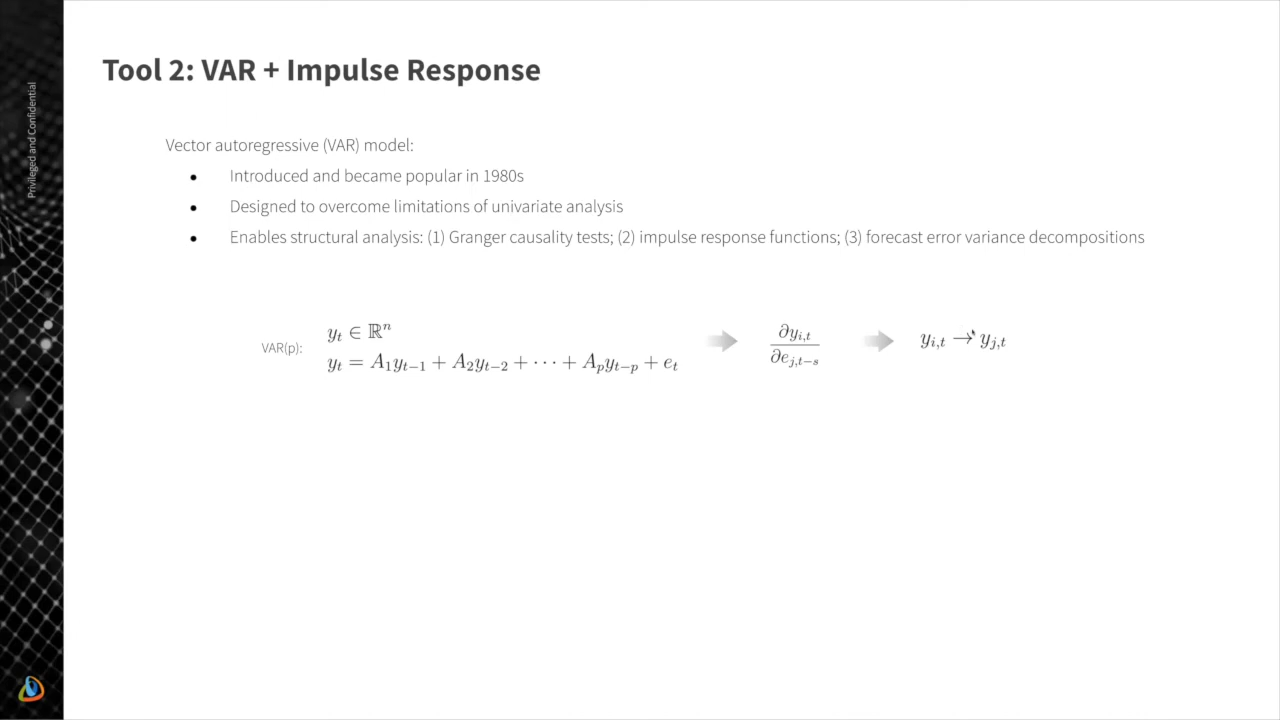 Privileged and Confidential
Tool 2: VAR + Impulse Response
Vector autoregressive (VAR) model:
● Introduced and became popular in 1980s
● Designed to overcome limitations of univariate analysis
● Enables structural analysis: (1) Granger causality tests; (2) impulse response functions; (3) forecast error variance decompositions
VAR(p):
y_t ∈ ℝ^n
y_t = A_1y_{t−1} + A_2y_{t−2} + ⋯ + A_py_{t−p} + e_t
∂y_{i,t}
∂e_{j,t−s}
y_{i,t} → y_{j,t}